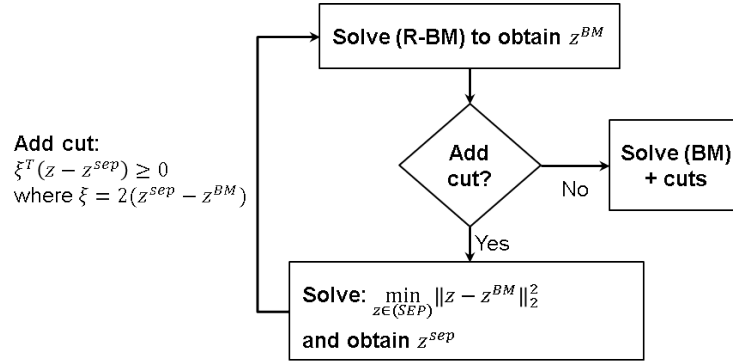 Solve (R-BM) to obtain z^{BM}
Add cut:
ξ^T(z − z^{sep}) ≥ 0
where ξ = 2(z^{sep} − z^{BM})
Add
cut?
No
Solve (BM)
+ cuts
Yes
Solve: min_{z∈(SEP)} ‖z − z^{BM}‖_2^2
and obtain z^{sep}